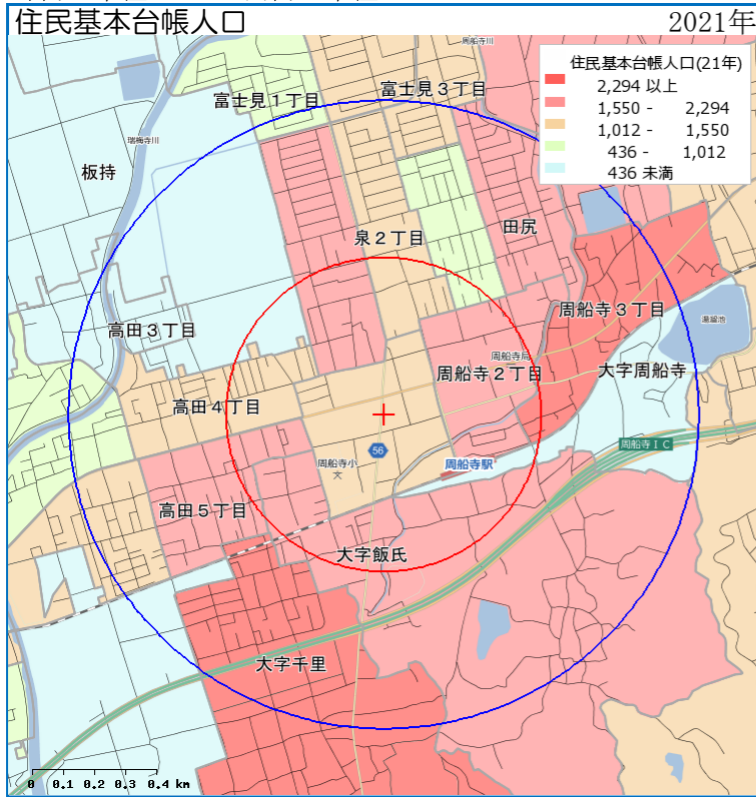 住民基本台帳人口
2021年
住民基本台帳人口(21年)
2,294 以上
1,550 - 2,294
1,012 - 1,550
436 - 1,012
436 未満
富士見1丁目
富士見3丁目
瑞梅寺川
板持
泉2丁目
田尻
高田3丁目
周船寺3丁目
周船寺局
周船寺2丁目
大字周船寺
高田4丁目
56
周船寺小
周船寺駅
周船寺IC
高田5丁目
大字飯氏
大字千里
0 0.1 0.2 0.3 0.4 km